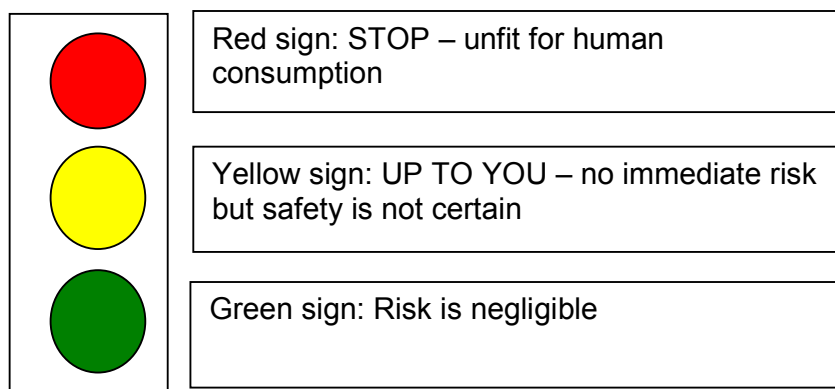 Red sign: STOP – unfit for human
consumption
Yellow sign: UP TO YOU – no immediate risk
but safety is not certain
Green sign: Risk is negligible